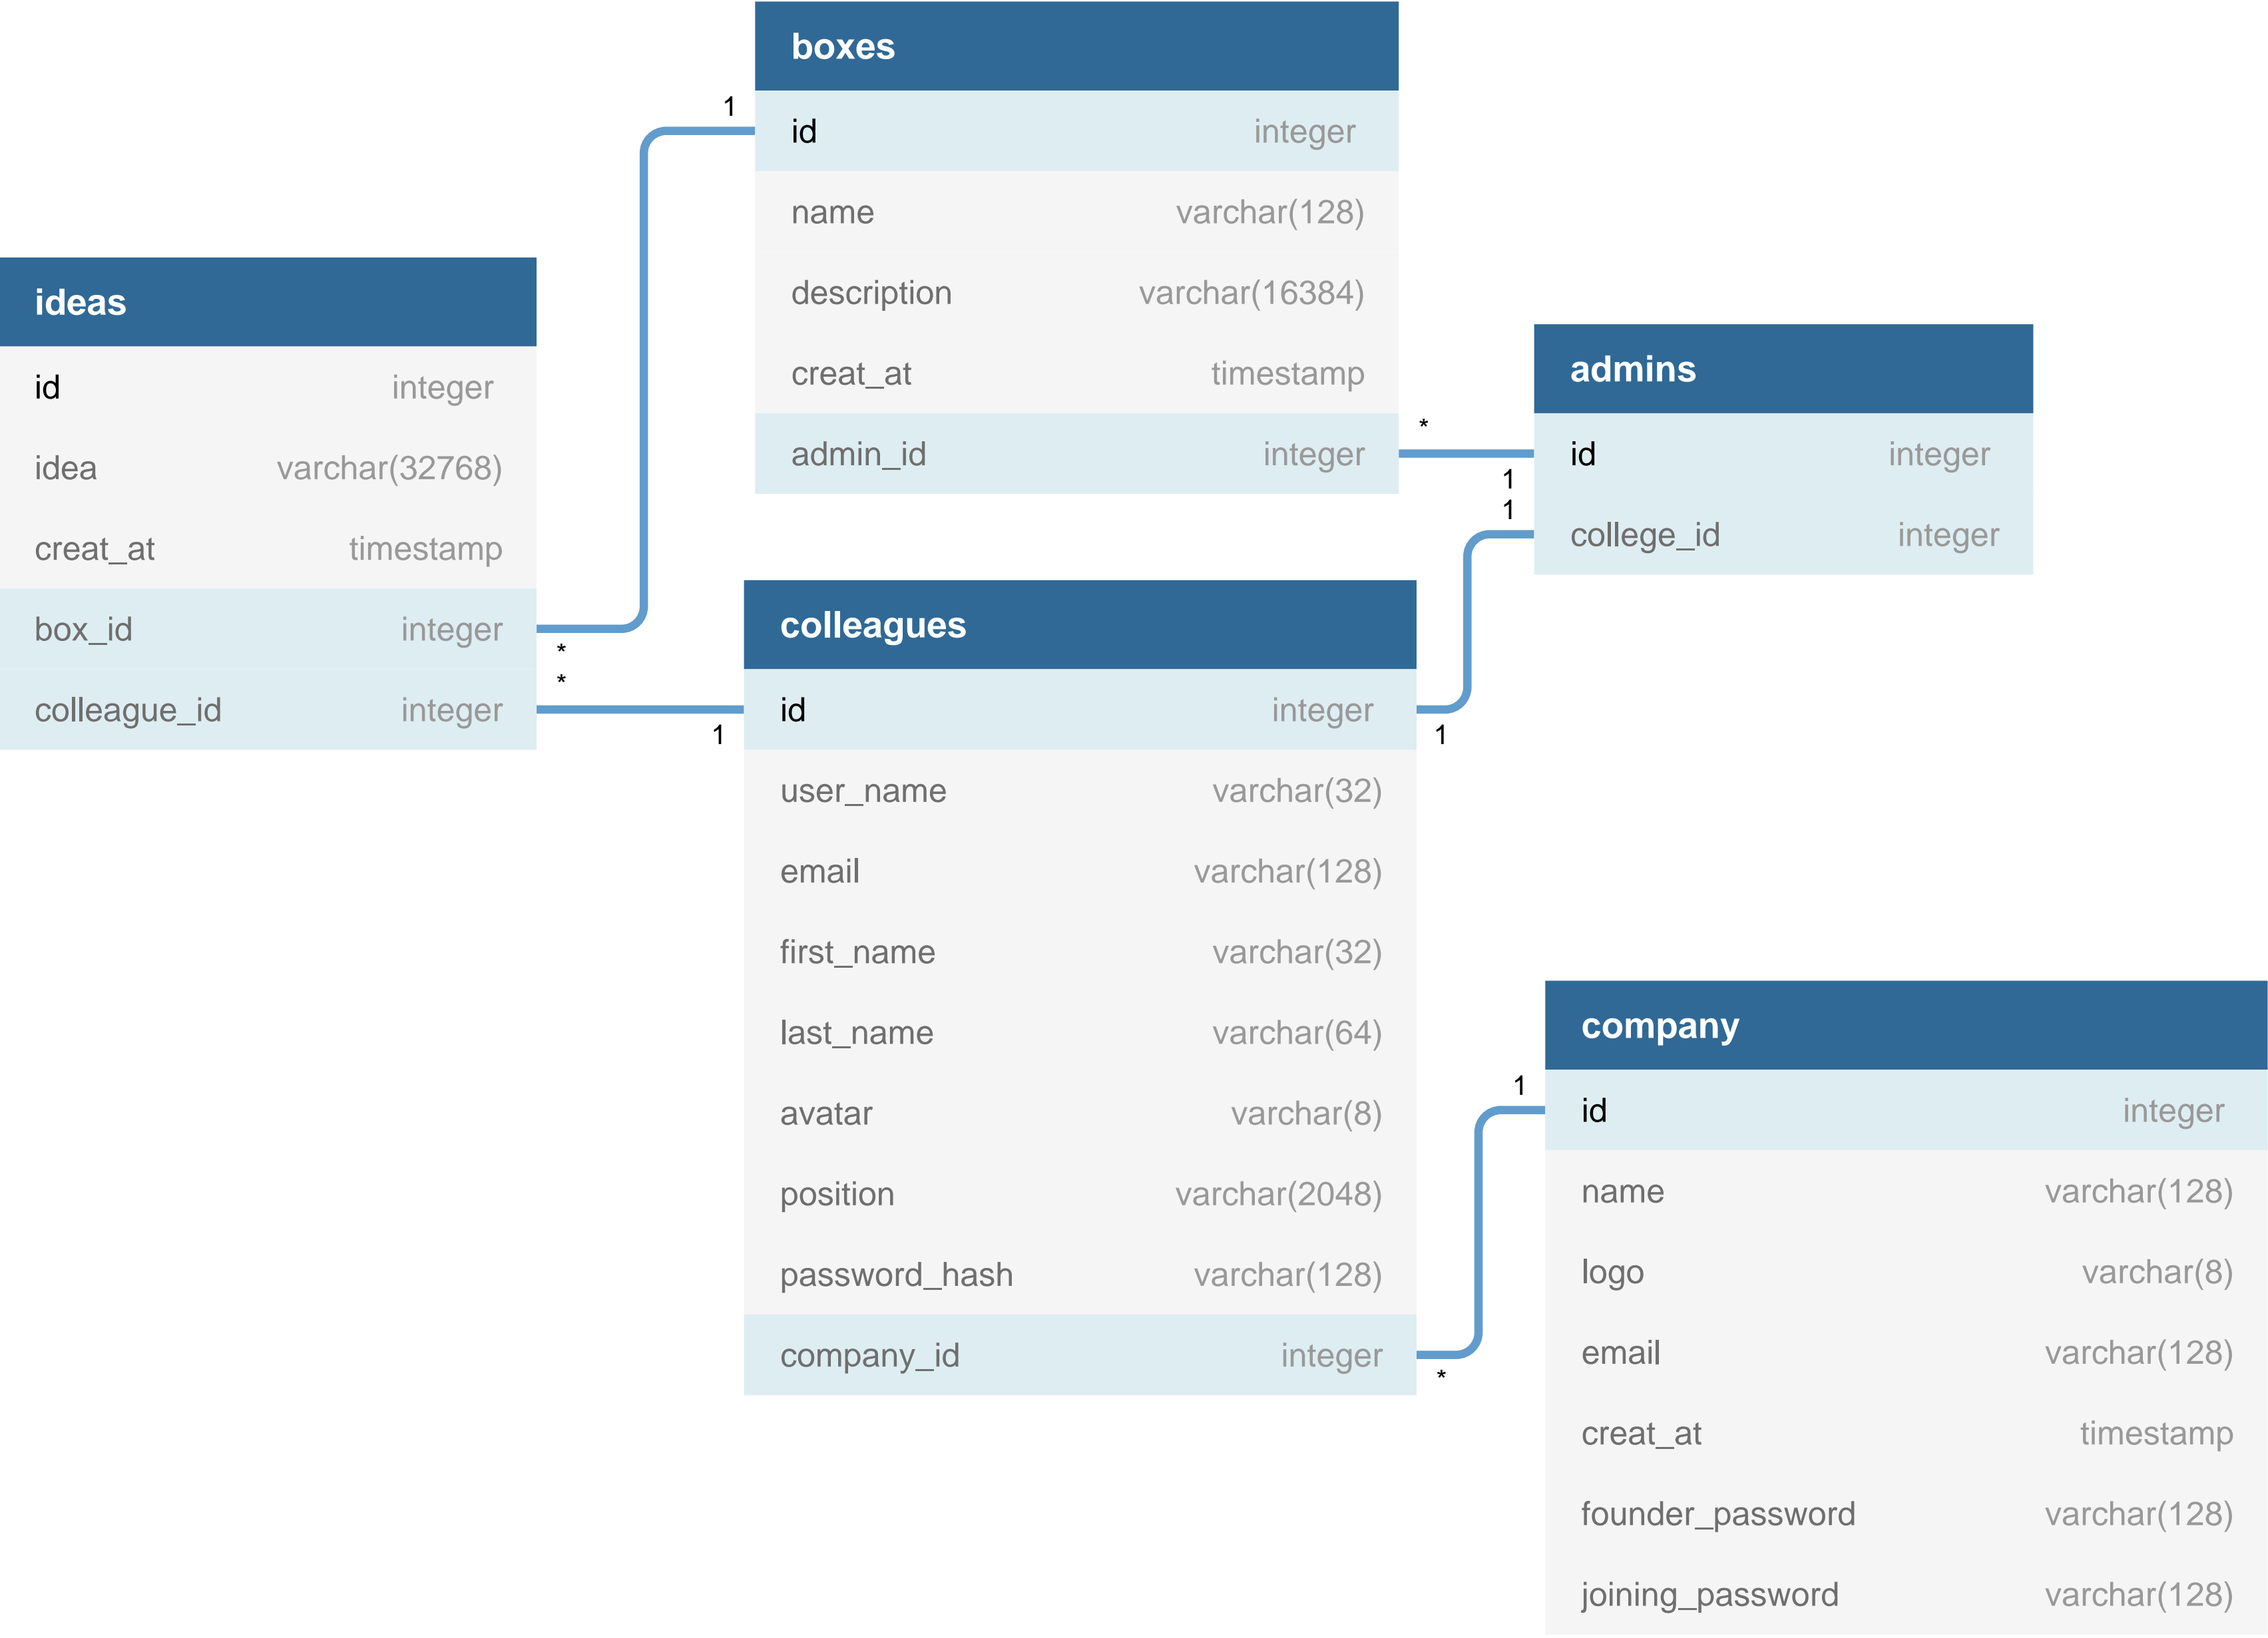 boxes
1
id integer
name varchar(128)
description varchar(16384)
creat_at timestamp
admin_id integer
*
1
ideas
id integer
idea varchar(32768)
creat_at timestamp
box_id integer
*
*
colleague_id integer
1
admins
id integer
1
college_id integer
colleagues
id integer
1
user_name varchar(32)
email varchar(128)
first_name varchar(32)
last_name varchar(64)
avatar varchar(8)
position varchar(2048)
password_hash varchar(128)
company_id integer
*
company
1
id integer
name varchar(128)
logo varchar(8)
email varchar(128)
creat_at timestamp
founder_password varchar(128)
joining_password varchar(128)